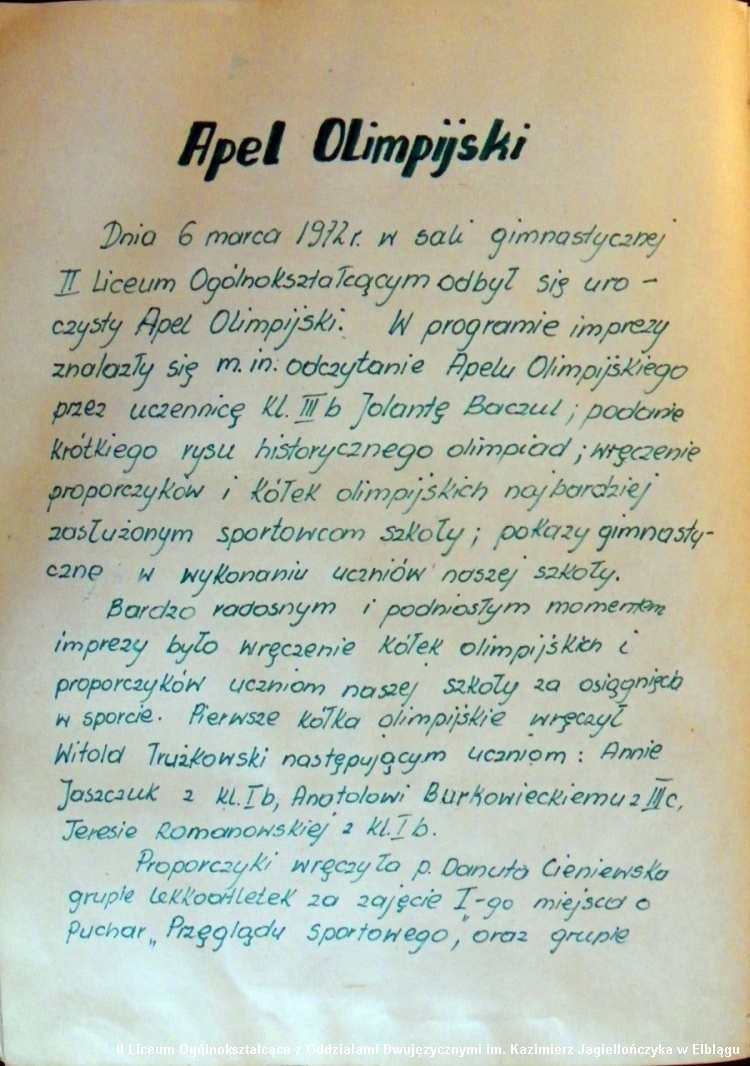 Apel Olimpijski
Dnia 6 marca 1972r. w sali gimnastycznej
II Liceum Ogólnokształcącym odbył się uro-
czysty Apel Olimpijski. W programie imprezy
znalazły się m.in. odczytanie Apelu Olimpijskiego
przez uczennicę kl. III b Jolantę Baczul; podanie
krótkiego rysu historycznego olimpiad; wręczenie
proporczyków i kółek olimpijskich najbardziej
zasłużonym sportowcom szkoły; pokazy gimnasty-
czne w wykonaniu uczniów naszej szkoły.
Bardzo radosnym i podniosłym momentem
imprezy było wręczenie kółek olimpijskich i
proporczyków uczniom naszej szkoły za osiągnięcia
w sporcie. Pierwsze kółka olimpijskie wręczył
Witold Trużkowski następującym uczniom: Annie
Jaszczuk z kl. I b, Anatolowi Burkowieckiemu z III c,
Teresie Romanowskiej z kl. I b.
Proporczyki wręczyła p. Danuta Cieniewska
grupie lekkoatletek za zajęcie I-go miejsca o
Puchar „Przęglądu Sportowego," oraz grupie
II Liceum Ogólnokształcące z Oddziałami Dwujęzycznymi im. Kazimierz Jagiellończyka w Elblągu